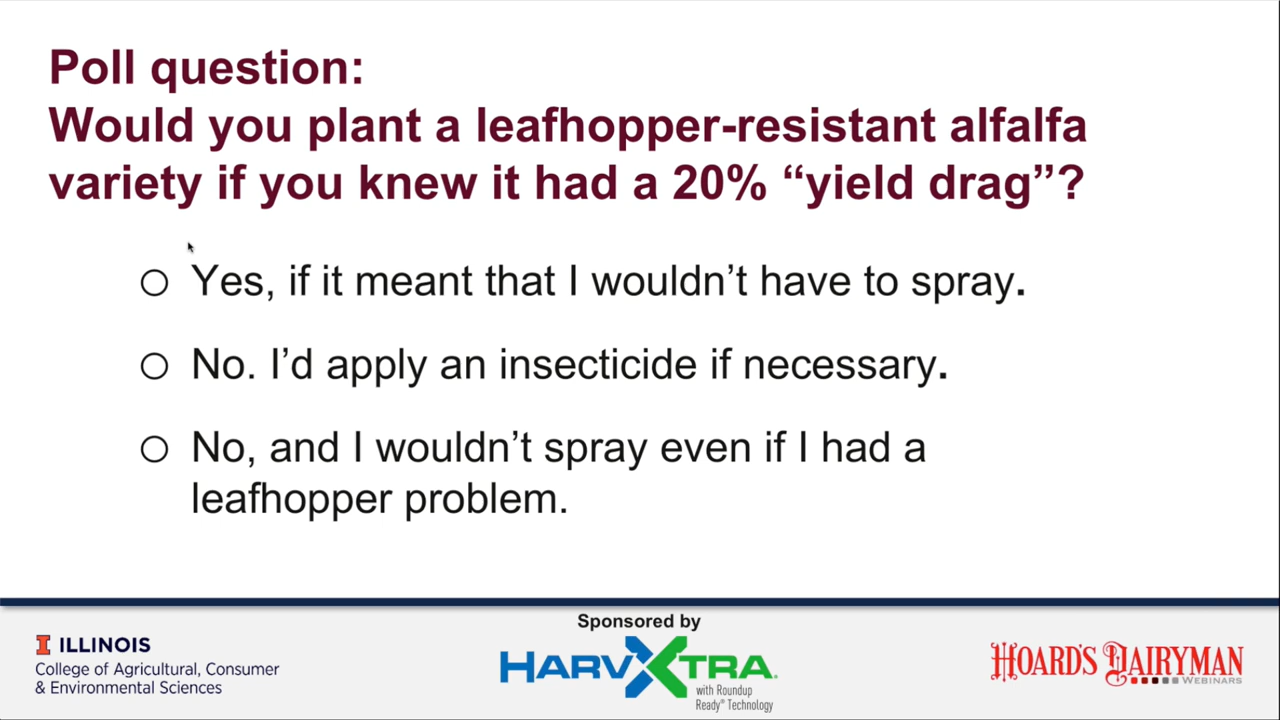 Poll question:
Would you plant a leafhopper-resistant alfalfa
variety if you knew it had a 20% “yield drag”?
Yes, if it meant that I wouldn’t have to spray.
No. I’d apply an insecticide if necessary.
No, and I wouldn’t spray even if I had a
leafhopper problem.
Sponsored by
I ILLINOIS
College of Agricultural, Consumer
& Environmental Sciences
HARVXTRA®
with Roundup
Ready® Technology
HOARD'S DAIRYMAN
WEBINARS